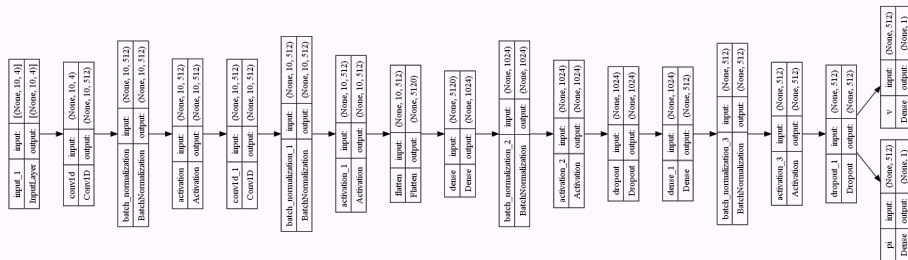 input_1 input: [(None, 10, 4)]
InputLayer output: [(None, 10, 4)]
conv1d input: (None, 10, 4)
Conv1D output: (None, 10, 512)
batch_normalization input: (None, 10, 512)
BatchNormalization output: (None, 10, 512)
activation input: (None, 10, 512)
Activation output: (None, 10, 512)
conv1d_1 input: (None, 10, 512)
Conv1D output: (None, 10, 512)
batch_normalization_1 input: (None, 10, 512)
BatchNormalization output: (None, 10, 512)
activation_1 input: (None, 10, 512)
Activation output: (None, 10, 512)
flatten input: (None, 10, 512)
Flatten output: (None, 5120)
dense input: (None, 5120)
Dense output: (None, 1024)
batch_normalization_2 input: (None, 1024)
BatchNormalization output: (None, 1024)
activation_2 input: (None, 1024)
Activation output: (None, 1024)
dropout input: (None, 1024)
Dropout output: (None, 1024)
dense_1 input: (None, 1024)
Dense output: (None, 512)
batch_normalization_3 input: (None, 512)
BatchNormalization output: (None, 512)
activation_3 input: (None, 512)
Activation output: (None, 512)
dropout_1 input: (None, 512)
Dropout output: (None, 512)
v input: (None, 512)
Dense output: (None, 1)
pi input: (None, 512)
Dense output: (None, 1)